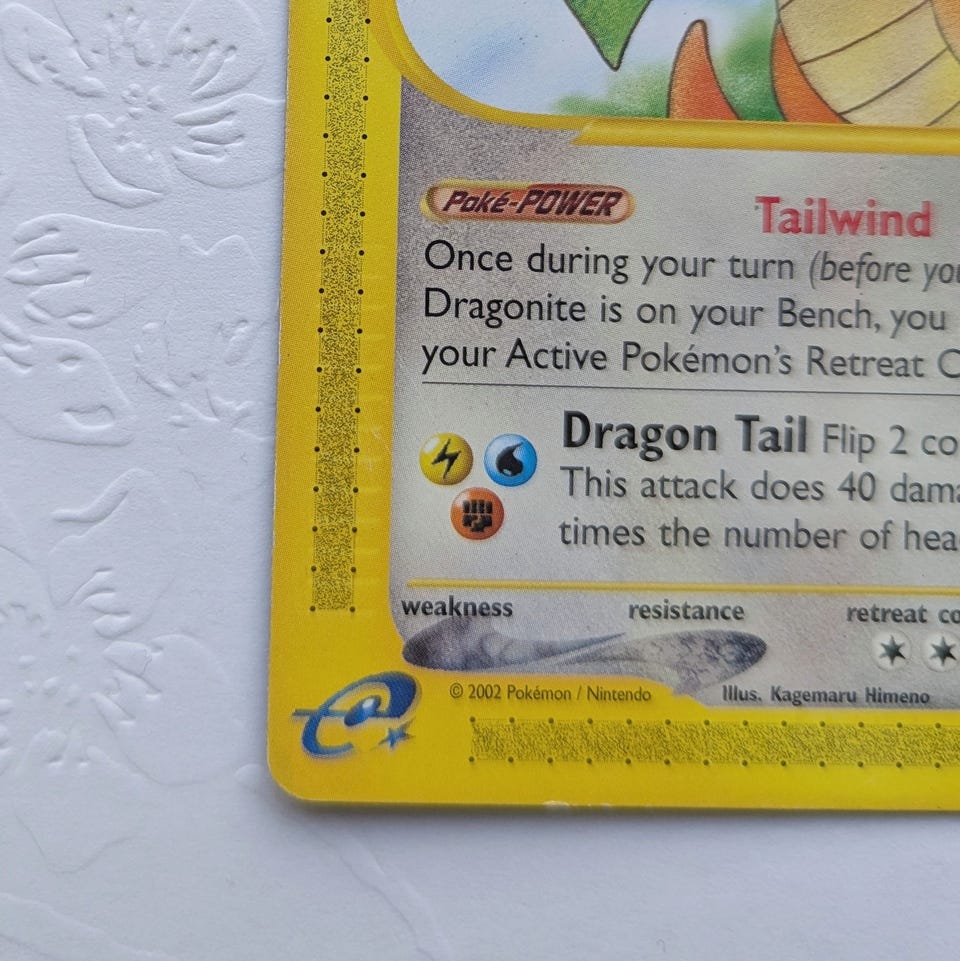 Poké-POWER Tailwind
Once during your turn (before you
Dragonite is on your Bench, you
your Active Pokémon's Retreat C
Dragon Tail Flip 2 co
This attack does 40 dama
times the number of hea
weakness resistance retreat co
© 2002 Pokémon / Nintendo Illus. Kagemaru Himeno
e